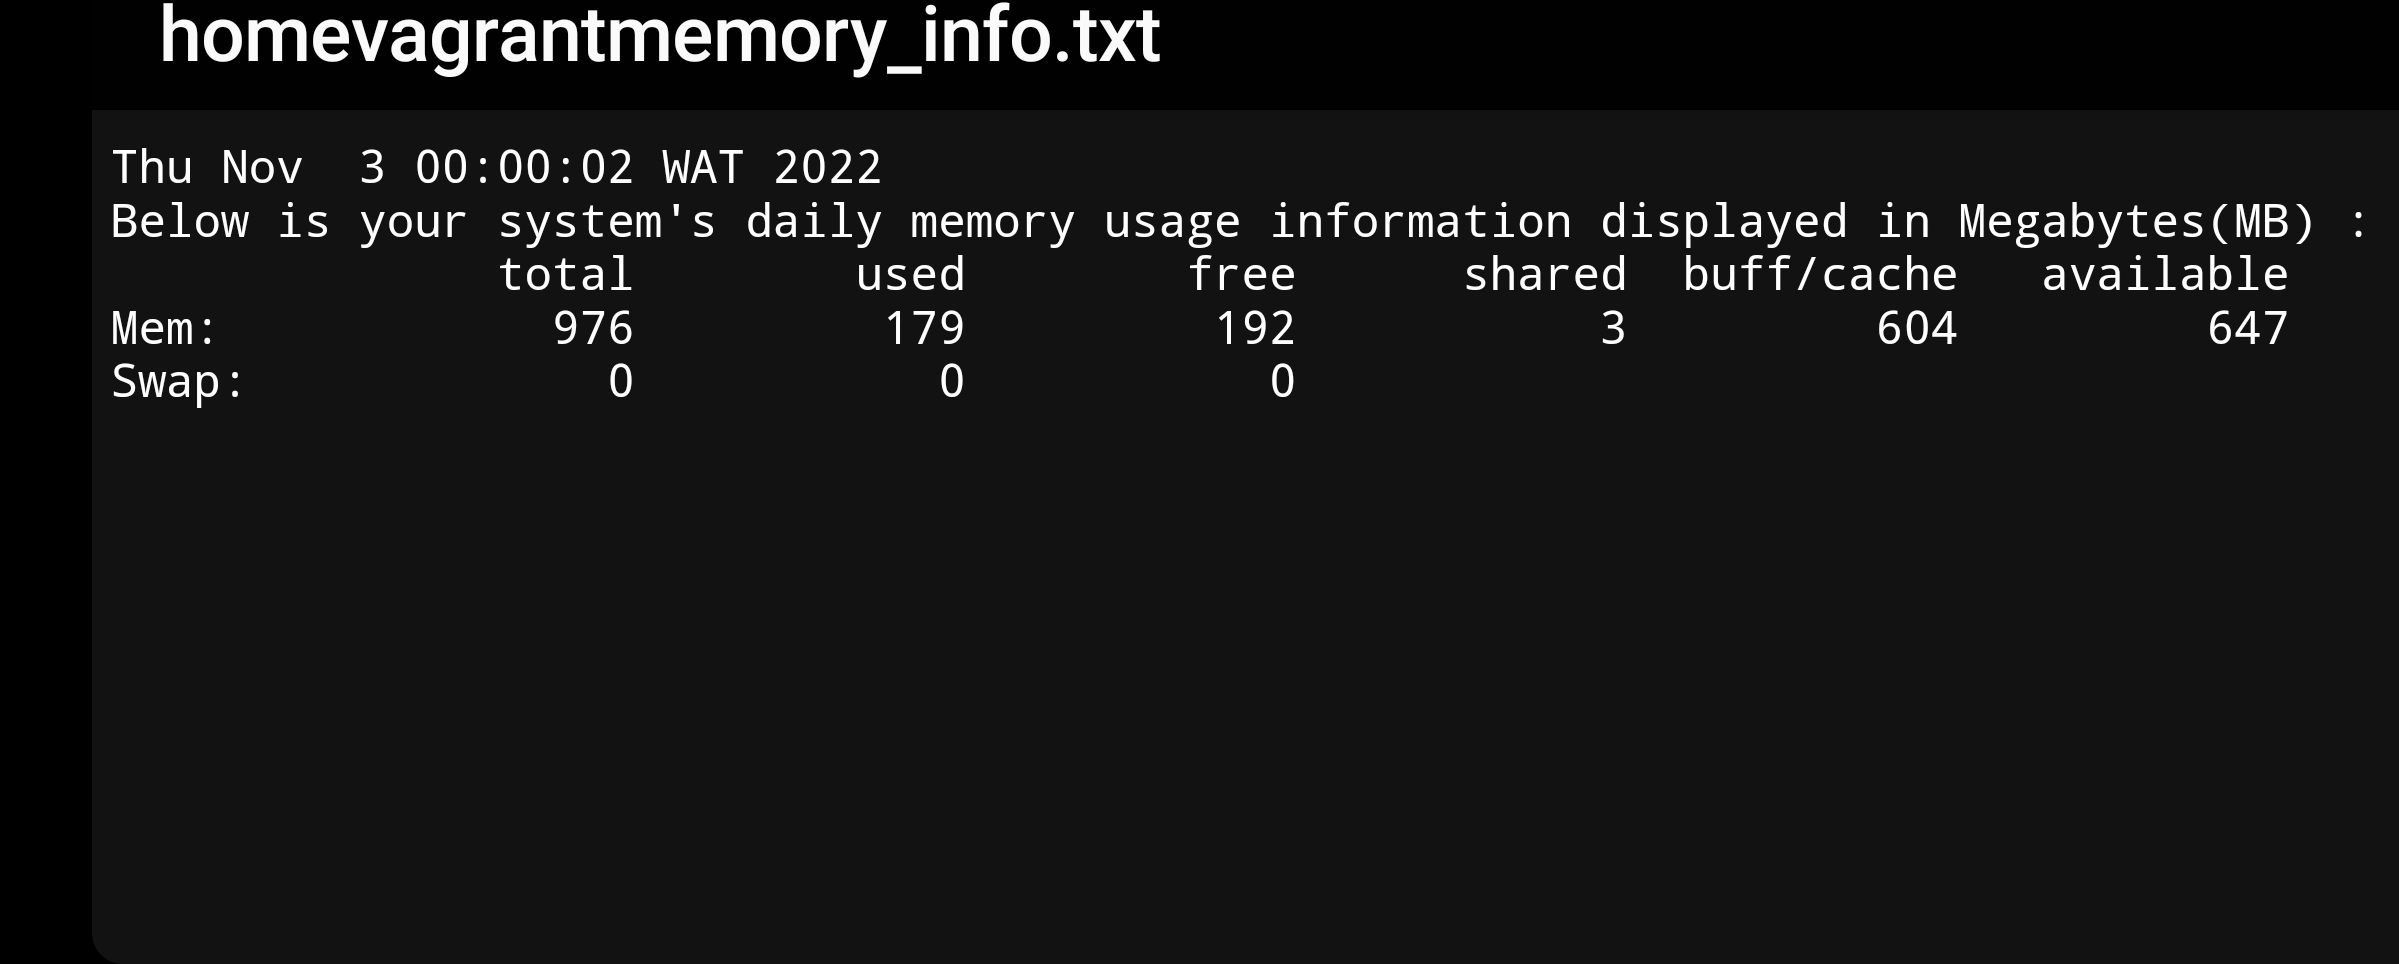 homevagrantmemory_info.txt
Thu Nov  3 00:00:02 WAT 2022
Below is your system's daily memory usage information displayed in Megabytes(MB) :
              total        used        free      shared  buff/cache   available
Mem:            976         179         192           3         604         647
Swap:             0           0           0